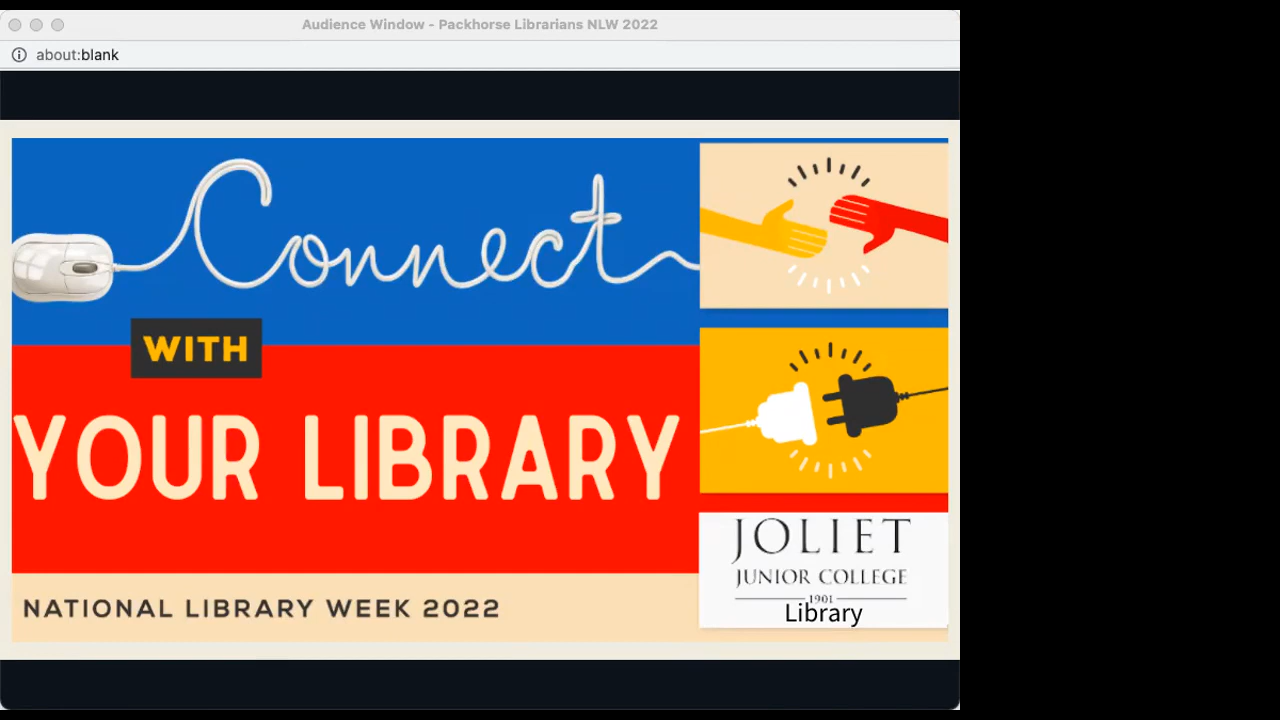 Audience Window - Packhorse Librarians NLW 2022
about:blank
Connect
WITH
YOUR LIBRARY
NATIONAL LIBRARY WEEK 2022
JOLIET
JUNIOR COLLEGE
1901
Library